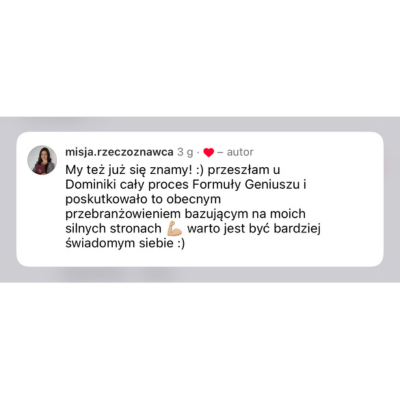 misja.rzeczoznawca 3 g · ❤️ – autor
My też już się znamy! :) przeszłam u
Dominiki cały proces Formuły Geniuszu i
poskutkowało to obecnym
przebranżowieniem bazującym na moich
silnych stronach 💪🏼 warto jest być bardziej
świadomym siebie :)